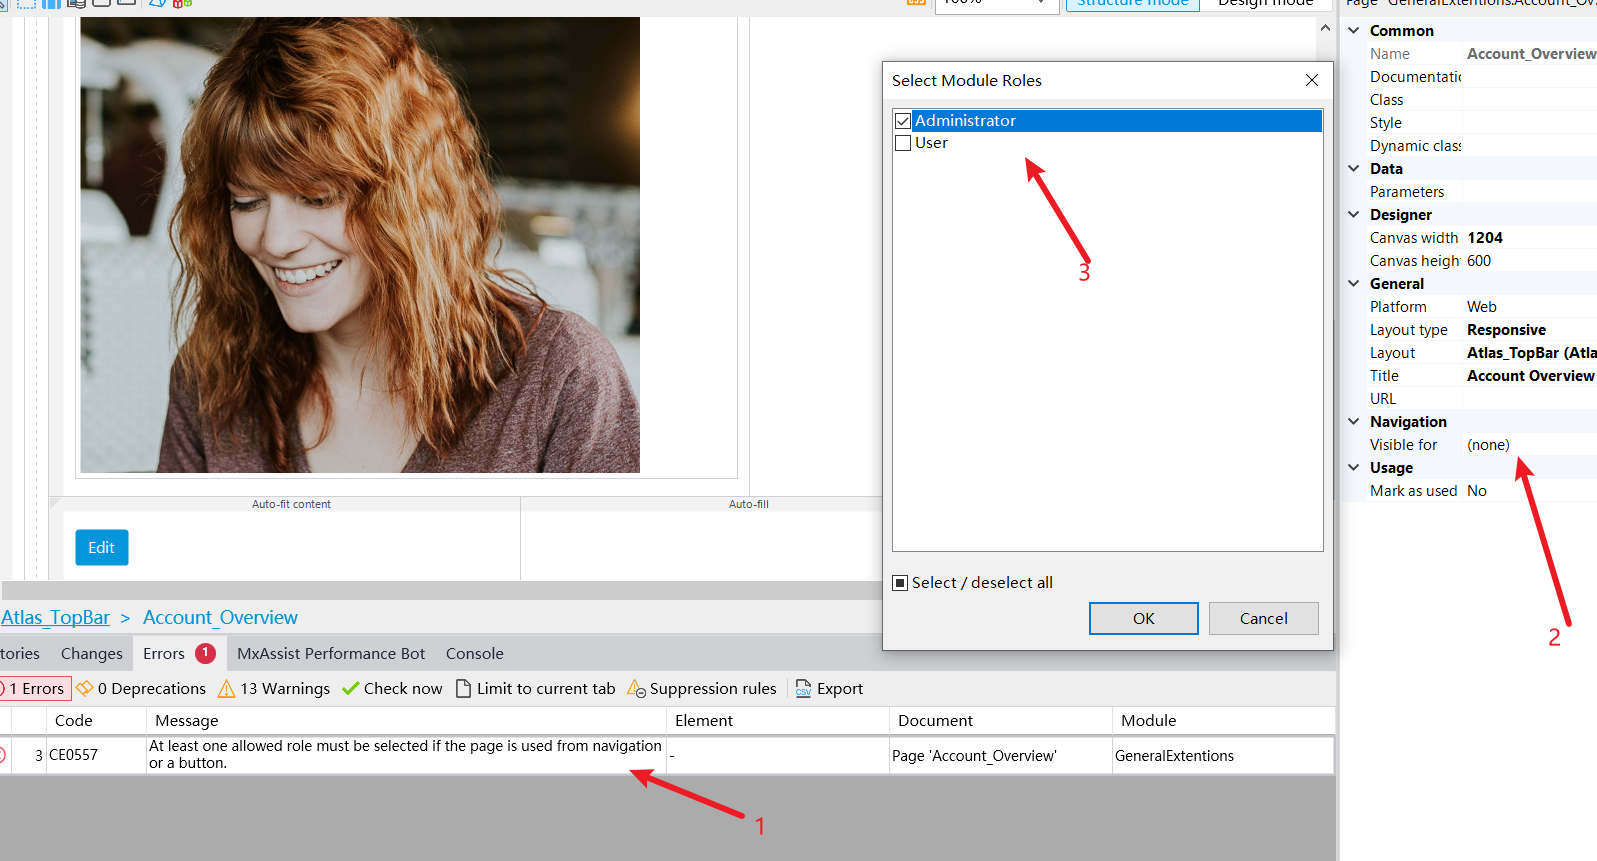 100%
Structure mode
Design mode
Page 'GeneralExtentions.Account_Ov
Common
Name Account_Overview
Documentatic
Class
Style
Dynamic class
Data
Parameters
Designer
Canvas width 1204
Canvas heigh 600
General
Platform Web
Layout type Responsive
Layout Atlas_TopBar (Atla
Title Account Overview
URL
Navigation
Visible for (none)
Usage
Mark as used No
2
Select Module Roles
Administrator
User
3
Select / deselect all
OK Cancel
Auto-fit content Auto-fill
Edit
Atlas_TopBar > Account_Overview
tories Changes Errors 1 MxAssist Performance Bot Console
1 Errors 0 Deprecations 13 Warnings Check now Limit to current tab Suppression rules CSV Export
Code Message Element Document Module
3 CE0557 At least one allowed role must be selected if the page is used from navigation
or a button. - Page 'Account_Overview' GeneralExtentions
1